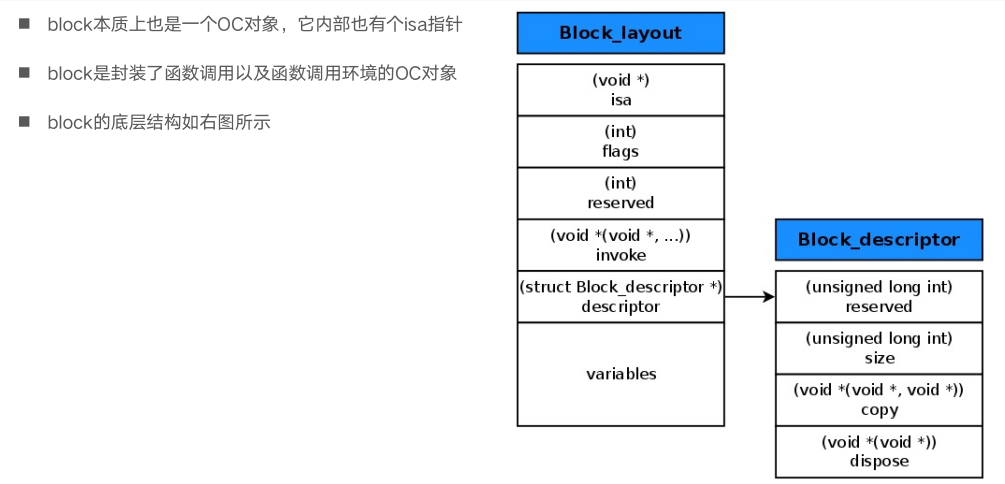 block本质上也是一个OC对象，它内部也有个isa指针
block是封装了函数调用以及函数调用环境的OC对象
block的底层结构如右图所示
Block_layout
(void *)
isa
(int)
flags
(int)
reserved
(void *(void *, ...))
invoke
(struct Block_descriptor *)
descriptor
variables
Block_descriptor
(unsigned long int)
reserved
(unsigned long int)
size
(void *(void *, void *))
copy
(void *(void *))
dispose